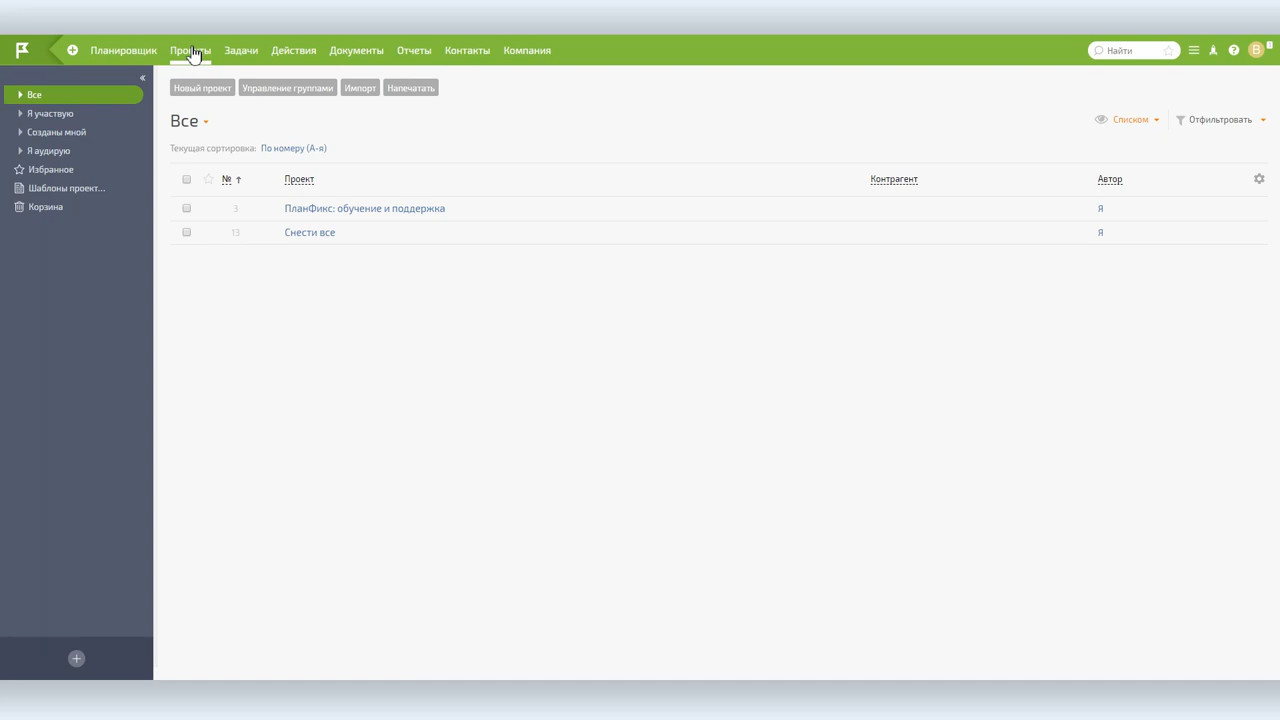 Планировщик Проекты Задачи Действия Документы Отчеты Контакты Компания Найти ? B 1
«
Все
Я участвую
Созданы мной
Я аудирую
Избранное
Шаблоны проект...
Корзина
Новый проект Управление группами Импорт Напечатать
Все
Списком Отфильтровать
Текущая сортировка: По номеру (А-я)
№ ↑ Проект Контрагент Автор
3 ПланФикс: обучение и поддержка Я
13 Снести все Я